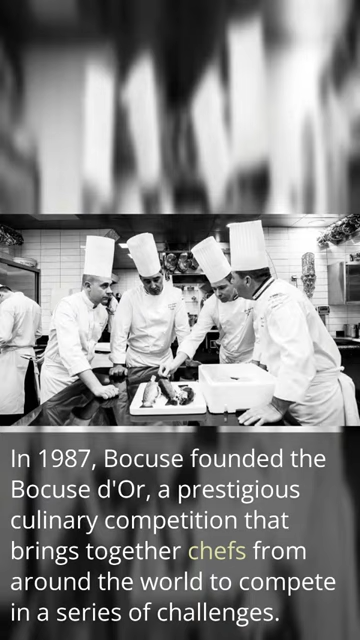 In 1987, Bocuse founded the
Bocuse d'Or, a prestigious
culinary competition that
brings together chefs from
around the world to compete
in a series of challenges.